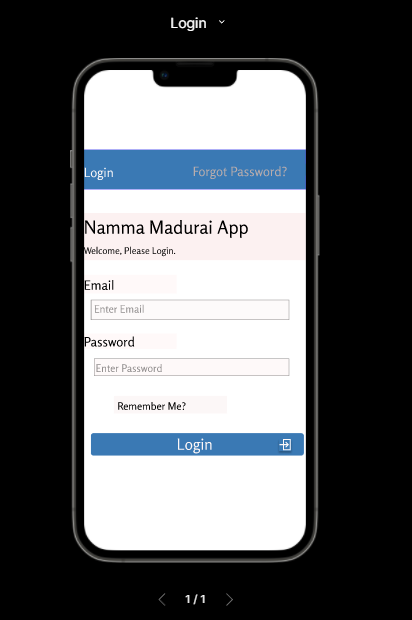 Login
Login Forgot Password?
Namma Madurai App
Welcome, Please Login.
Email
Enter Email
Password
Enter Password
Remember Me?
Login
1 / 1